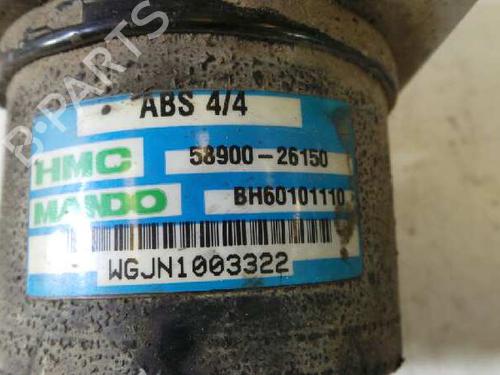 B-PARTS
ABS 4/4
HMC 58900-26150
MANDO BH60101110
WGJN1003322